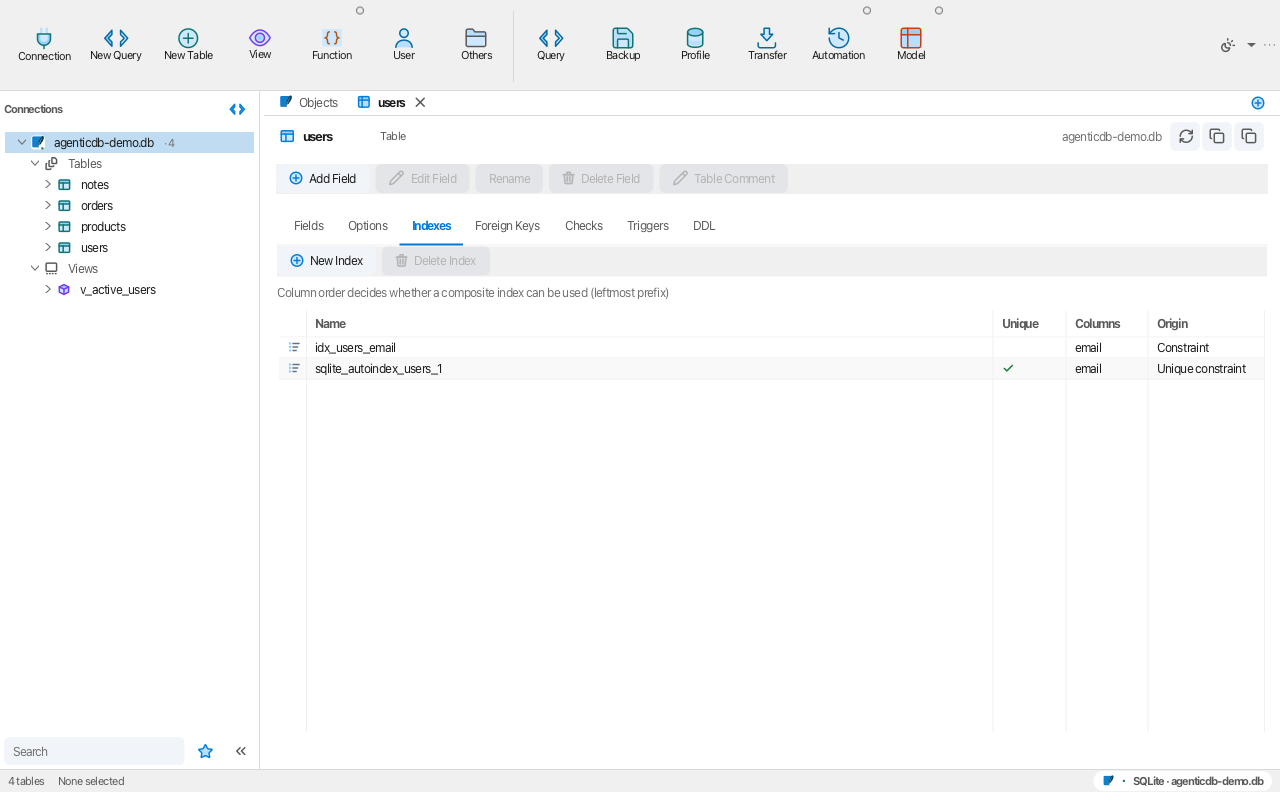 Connection
New Query
New Table
View
Function
User
Others
Query
Backup
Profile
Transfer
Automation
Model
Connections
agenticdb-demo.db · 4
Tables
notes
orders
products
users
Views
v_active_users
Search
Objects
users
users
Table
agenticdb-demo.db
Add Field
Edit Field
Rename
Delete Field
Table Comment
Fields
Options
Indexes
Foreign Keys
Checks
Triggers
DDL
New Index
Delete Index
Column order decides whether a composite index can be used (leftmost prefix)
Name Unique Columns Origin
idx_users_email email Constraint
sqlite_autoindex_users_1 email Unique constraint
4 tables
None selected
· SQLite · agenticdb-demo.db